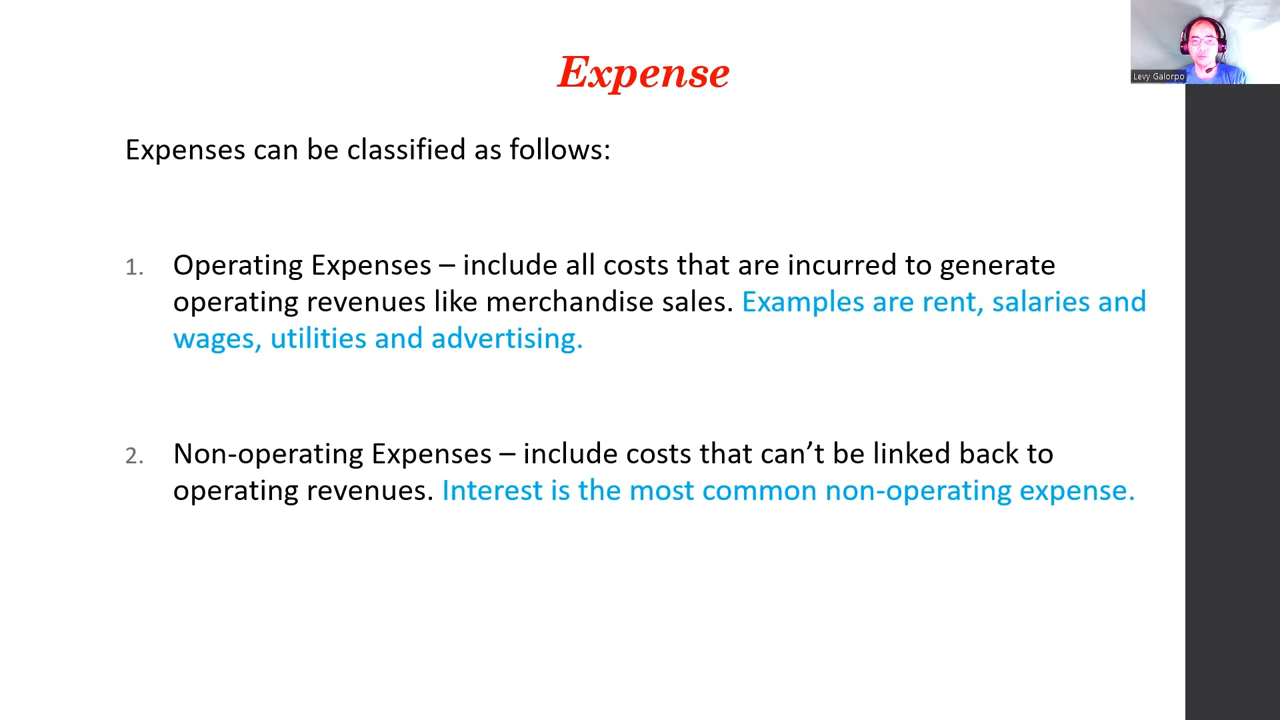 Expense
Levy Galorpo
Expenses can be classified as follows:
1. Operating Expenses – include all costs that are incurred to generate
operating revenues like merchandise sales. Examples are rent, salaries and
wages, utilities and advertising.
2. Non-operating Expenses – include costs that can’t be linked back to
operating revenues. Interest is the most common non-operating expense.